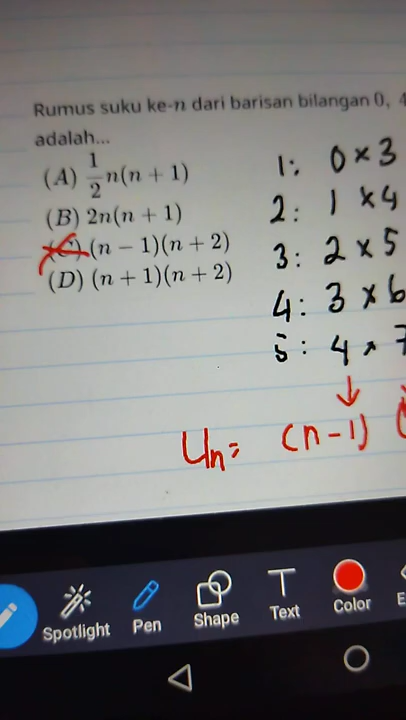 Rumus suku ke-n dari barisan bilangan 0, 4
adalah...
(A) 1/2 n(n + 1)
(B) 2n(n + 1)
(C) (n − 1)(n + 2)
(D) (n + 1)(n + 2)
1: 0 × 3
2: 1 × 4
3: 2 × 5
4: 3 × 6
5: 4 × 7
↓
Un = (n-1) (
Spotlight Pen Shape Text Color E